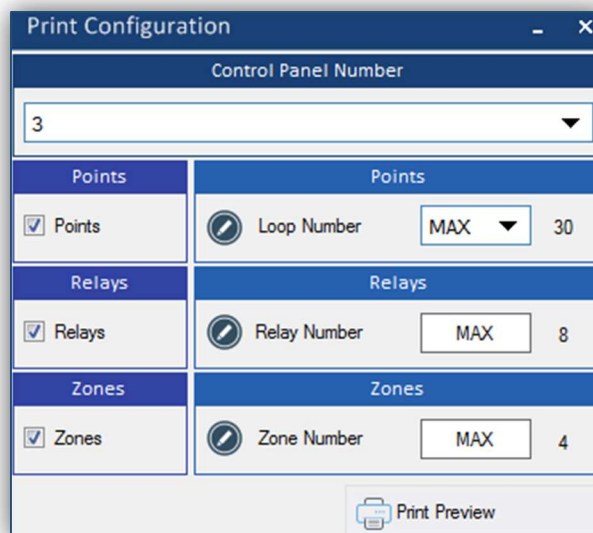 Print Configuration
Control Panel Number
3
Points Points
Points Loop Number MAX 30
Relays Relays
Relays Relay Number MAX 8
Zones Zones
Zones Zone Number MAX 4
Print Preview